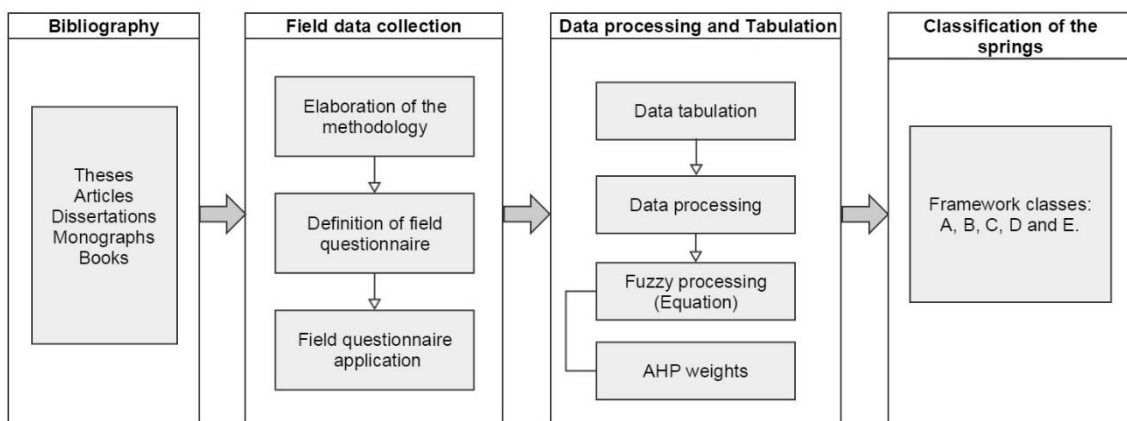 Bibliography
Theses
Articles
Dissertations
Monographs
Books
Field data collection
Elaboration of the
methodology
Definition of field
questionnaire
Field questionnaire
application
Data processing and Tabulation
Data tabulation
Data processing
Fuzzy processing
(Equation)
AHP weights
Classification of the
springs
Framework classes:
A, B, C, D and E.